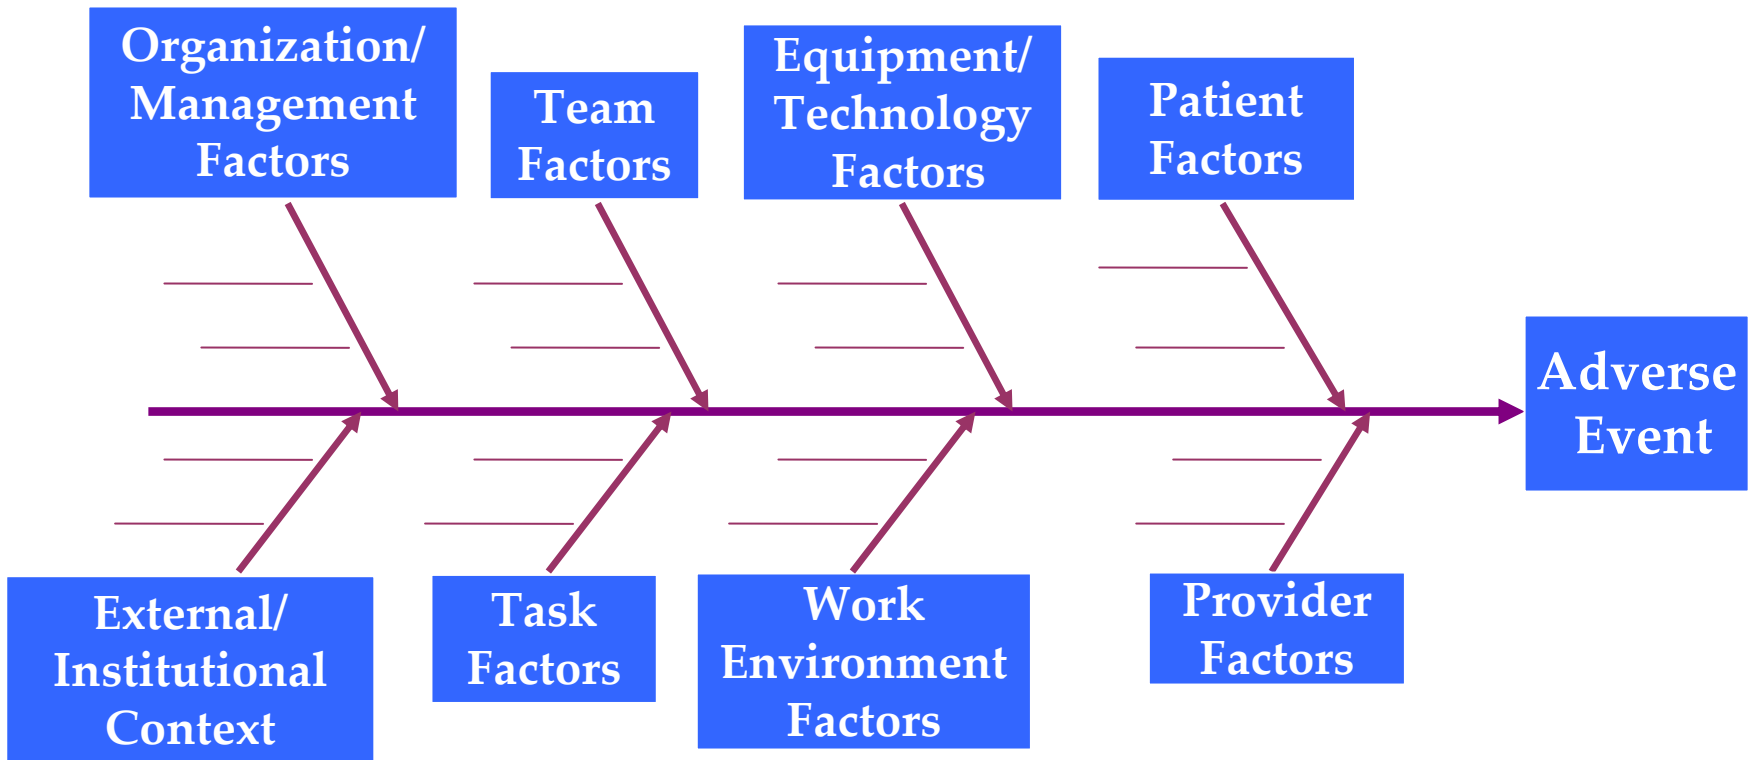 Organization/
Management
Factors
Team
Factors
Equipment/
Technology
Factors
Patient
Factors
Adverse
Event
External/
Institutional
Context
Task
Factors
Work
Environment
Factors
Provider
Factors